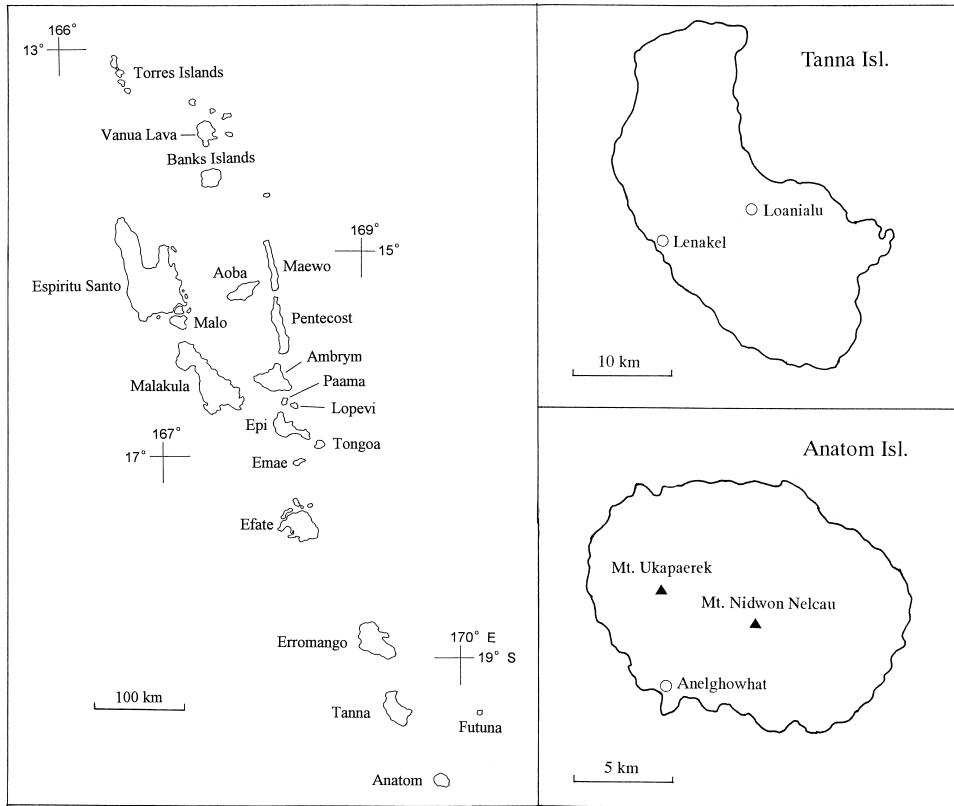 166°
13°
Torres Islands
Vanua Lava
Banks Islands
169°
15°
Maewo
Aoba
Espiritu Santo
Pentecost
Malo
Ambrym
Paama
Malakula
Lopevi
Epi
167°
17°
Tongoa
Emae
Efate
Erromango
170° E
19° S
100 km
Tanna
Futuna
Anatom
Tanna Isl.
Loanialu
Lenakel
10 km
Anatom Isl.
Mt. Ukapaerek
Mt. Nidwon Nelcau
Anelghowhat
5 km